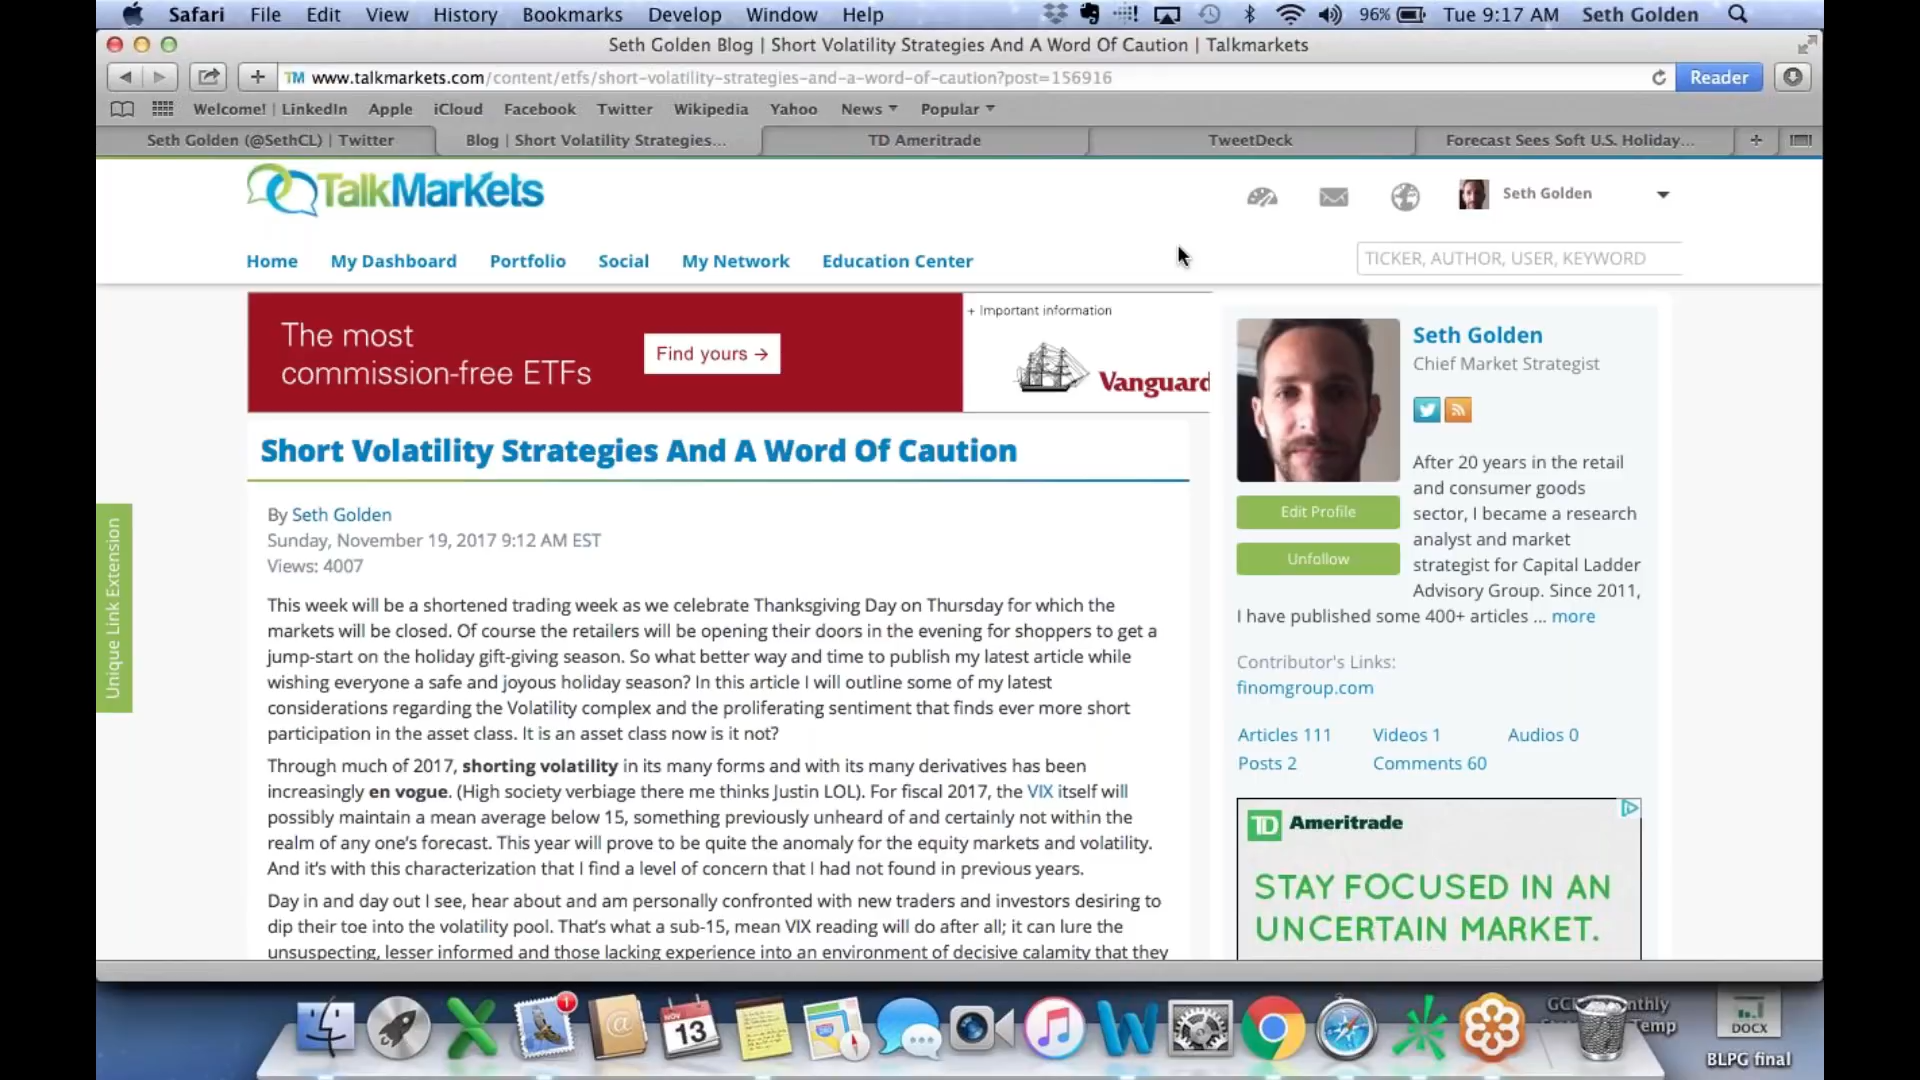 Safari File Edit View History Bookmarks Develop Window Help 96% Tue 9:17 AM Seth Golden
Seth Golden Blog | Short Volatility Strategies And A Word Of Caution | Talkmarkets
TM www.talkmarkets.com/content/etfs/short-volatility-strategies-and-a-word-of-caution?post=156916 Reader
Welcome! | LinkedIn Apple iCloud Facebook Twitter Wikipedia Yahoo News Popular
Seth Golden (@SethCL) | Twitter Blog | Short Volatility Strategies... TD Ameritrade TweetDeck Forecast Sees Soft U.S. Holiday...
TalkMarkets
Seth Golden
Home My Dashboard Portfolio Social My Network Education Center
TICKER, AUTHOR, USER, KEYWORD
The most
commission-free ETFs
Find yours →
+ Important information
Vanguard
Short Volatility Strategies And A Word Of Caution
By Seth Golden
Sunday, November 19, 2017 9:12 AM EST
Views: 4007
This week will be a shortened trading week as we celebrate Thanksgiving Day on Thursday for which the
markets will be closed. Of course the retailers will be opening their doors in the evening for shoppers to get a
jump-start on the holiday gift-giving season. So what better way and time to publish my latest article while
wishing everyone a safe and joyous holiday season? In this article I will outline some of my latest
considerations regarding the Volatility complex and the proliferating sentiment that finds ever more short
participation in the asset class. It is an asset class now is it not?
Through much of 2017, shorting volatility in its many forms and with its many derivatives has been
increasingly en vogue. (High society verbiage there me thinks Justin LOL). For fiscal 2017, the VIX itself will
possibly maintain a mean average below 15, something previously unheard of and certainly not within the
realm of any one's forecast. This year will prove to be quite the anomaly for the equity markets and volatility.
And it's with this characterization that I find a level of concern that I had not found in previous years.
Day in and day out I see, hear about and am personally confronted with new traders and investors desiring to
dip their toe into the volatility pool. That's what a sub-15, mean VIX reading will do after all; it can lure the
unsuspecting, lesser informed and those lacking experience into an environment of decisive calamity that they
Unique Link Extension
Seth Golden
Chief Market Strategist
Edit Profile
Unfollow
After 20 years in the retail
and consumer goods
sector, I became a research
analyst and market
strategist for Capital Ladder
Advisory Group. Since 2011,
I have published some 400+ articles ... more
Contributor's Links:
finomgroup.com
Articles 111 Videos 1 Audios 0
Posts 2 Comments 60
TD Ameritrade
STAY FOCUSED IN AN
UNCERTAIN MARKET.
1
NOV
13
DOCX
BLPG final